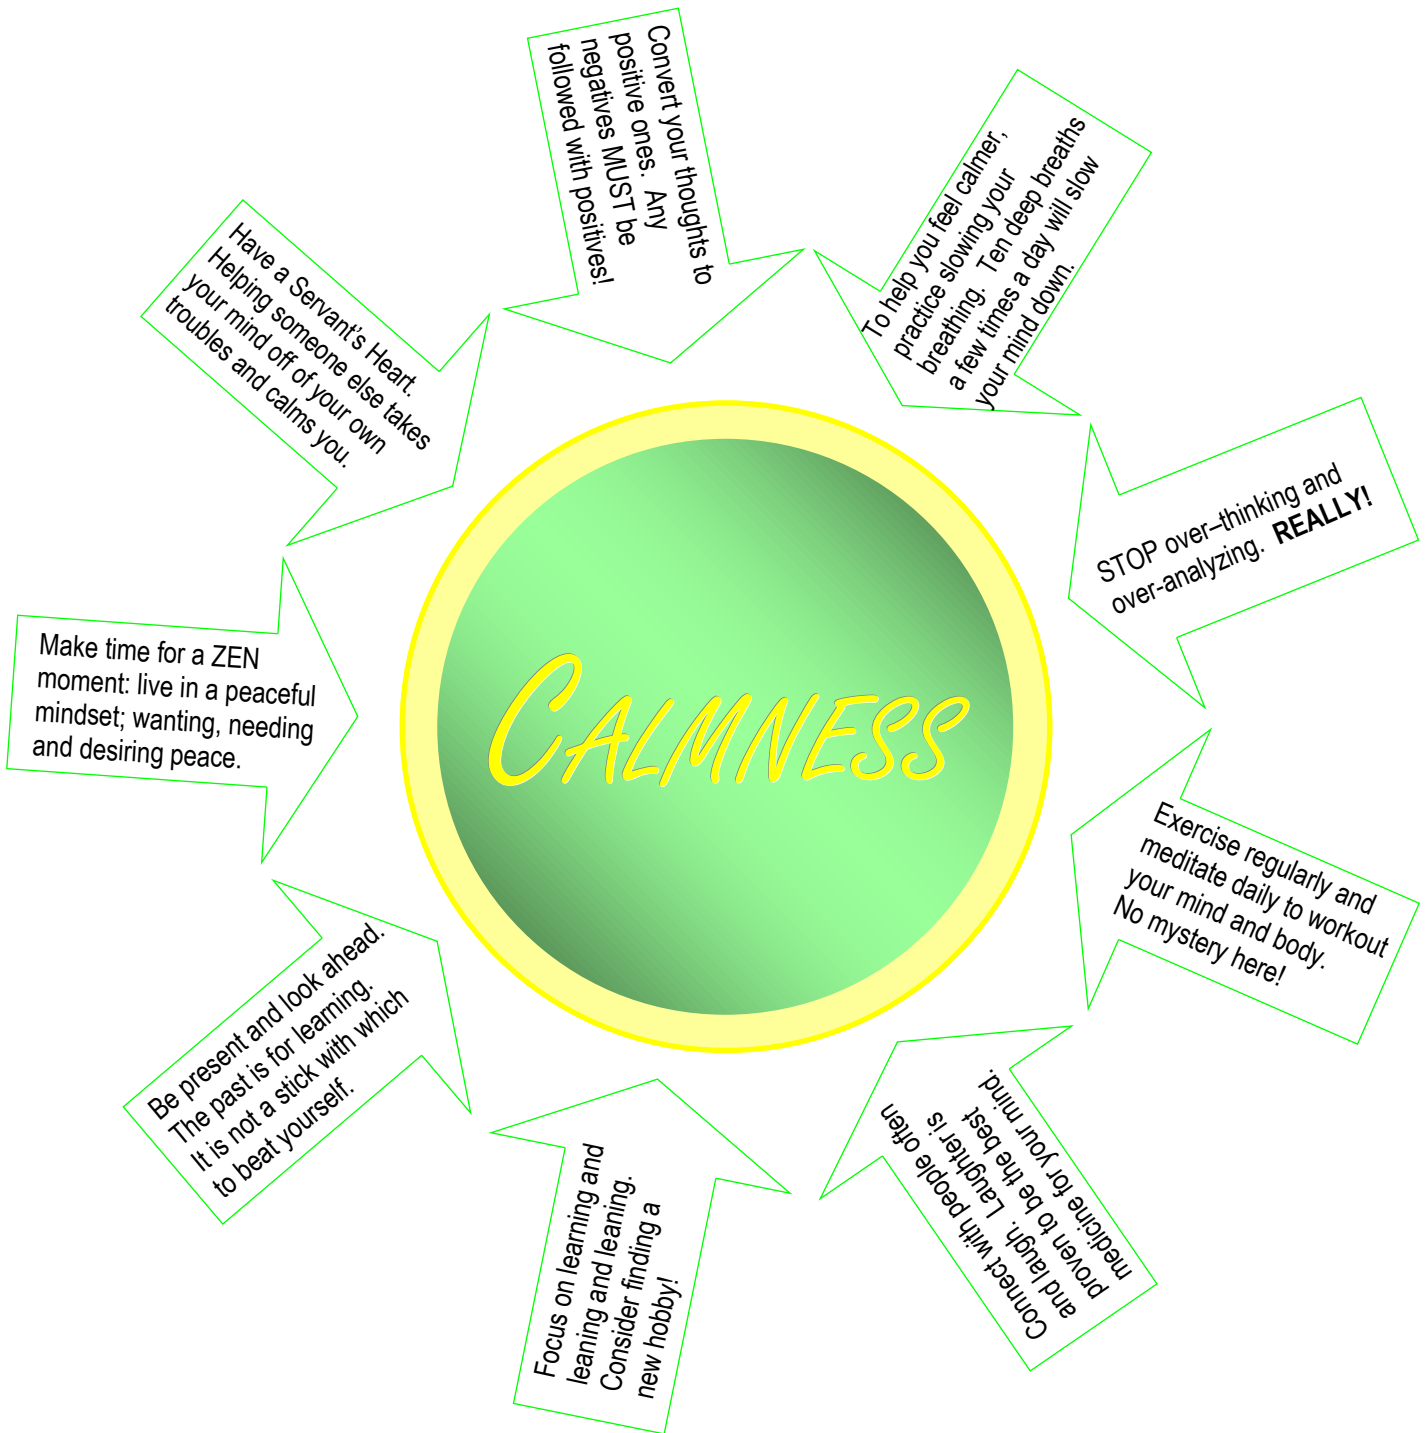 Convert your thoughts to
positive ones.  Any
negatives MUST be
followed with positives!
To help you feel calmer,
practice slowing your
breathing.  Ten deep breaths
a few times a day will slow
your mind down.
STOP over–thinking and
over-analyzing.  REALLY!
Exercise regularly and
meditate daily to workout
your mind and body.
No mystery here!
Connect with people often
and laugh.  Laughter is
proven to be the best
medicine for your mind.
Focus on learning and
leaning and leaning.
Consider finding a
new hobby!
Be present and look ahead.
The past is for learning.
It is not a stick with which
to beat yourself.
Make time for a ZEN
moment: live in a peaceful
mindset; wanting, needing
and desiring peace.
Have a Servant’s Heart.
Helping someone else takes
your mind off of your own
troubles and calms you.
CALMNESS